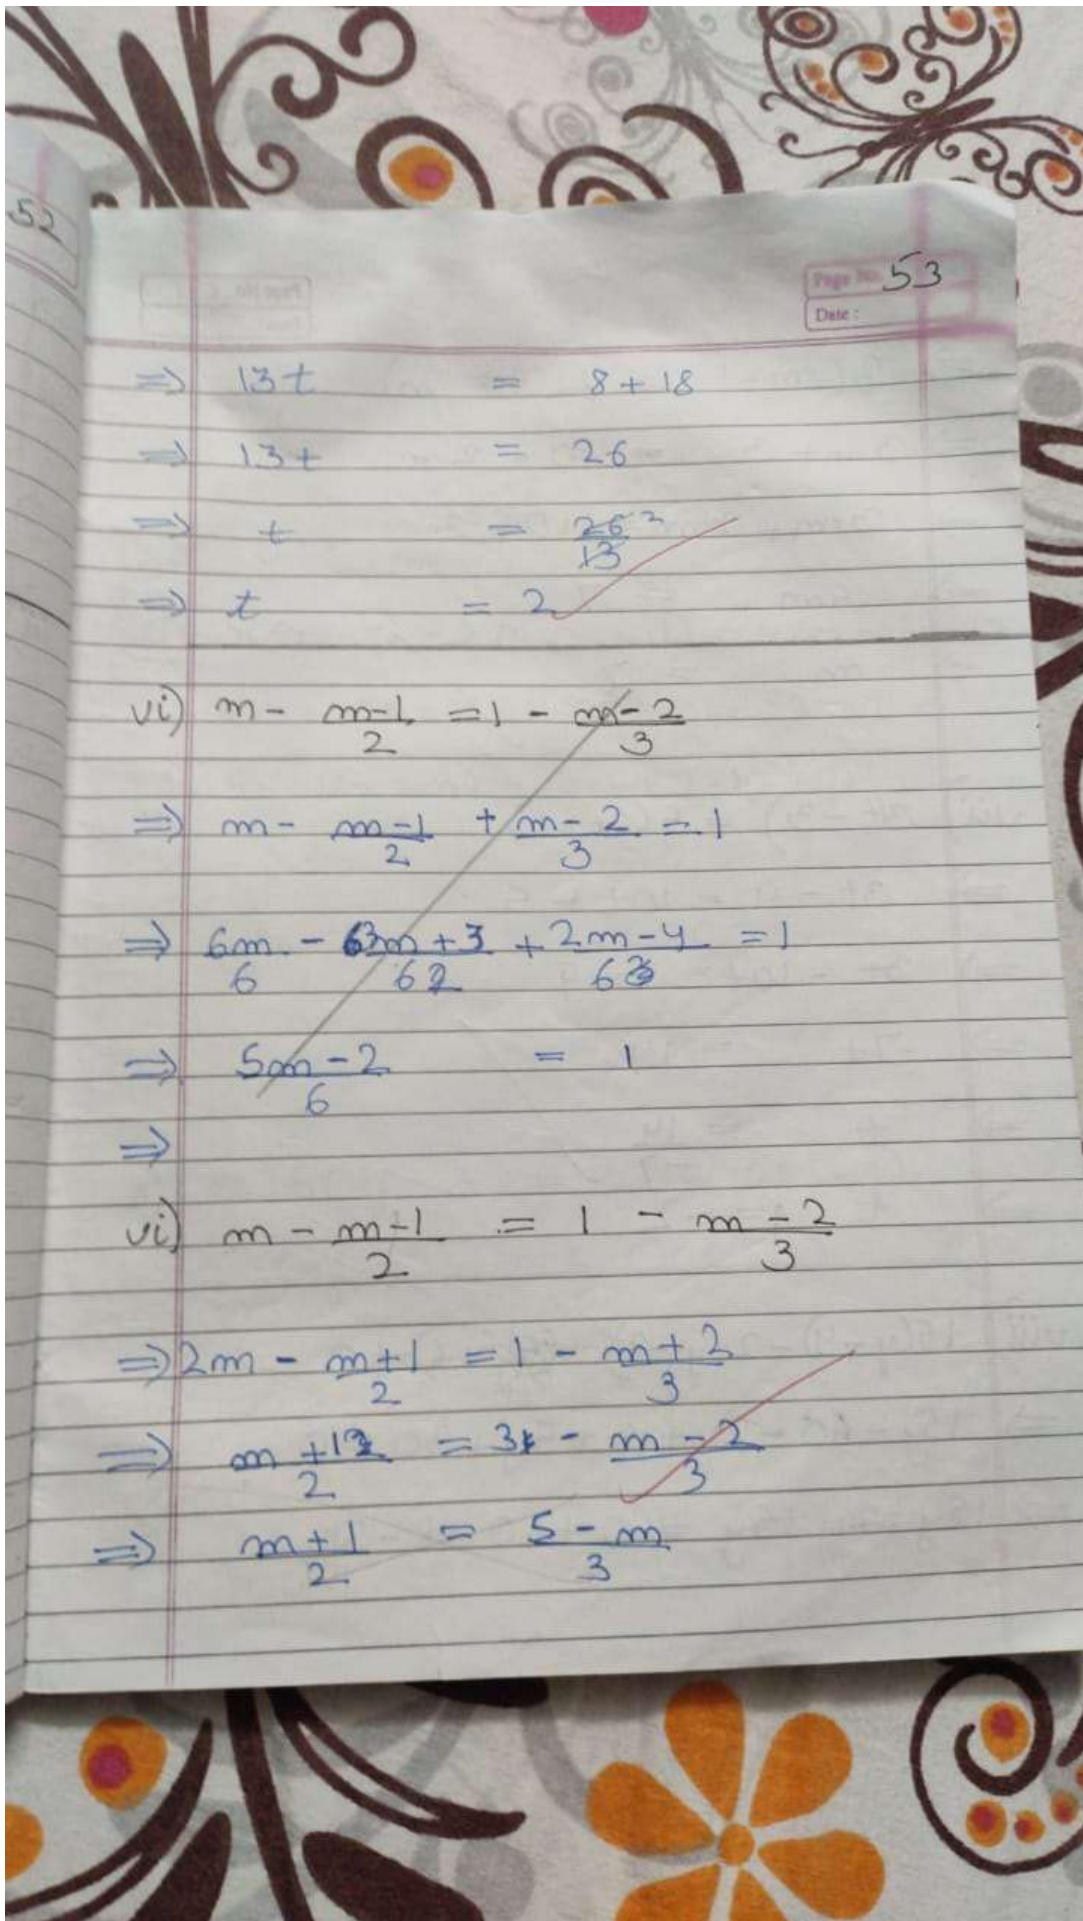 52
Page No. 53
Date :
⇒ 13t = 8 + 18
⇒ 13t = 26
⇒ t = 26/13 2
⇒ t = 2
vi) m - (m-1)/2 = 1 - (m-2)/3
⇒ m - (m-1)/2 + (m-2)/3 = 1
⇒ 6m/6 - (3m+3)/6 + (2m-4)/6 = 1
⇒ (5m-2)/6 = 1
⇒
vi) m - (m-1)/2 = 1 - (m-2)/3
⇒ 2m - (m+1)/2 = 1 - (m+2)/3
⇒ (m+1)/2 = 3 - (m-2)/3
⇒ (m+1)/2 = (5-m)/3